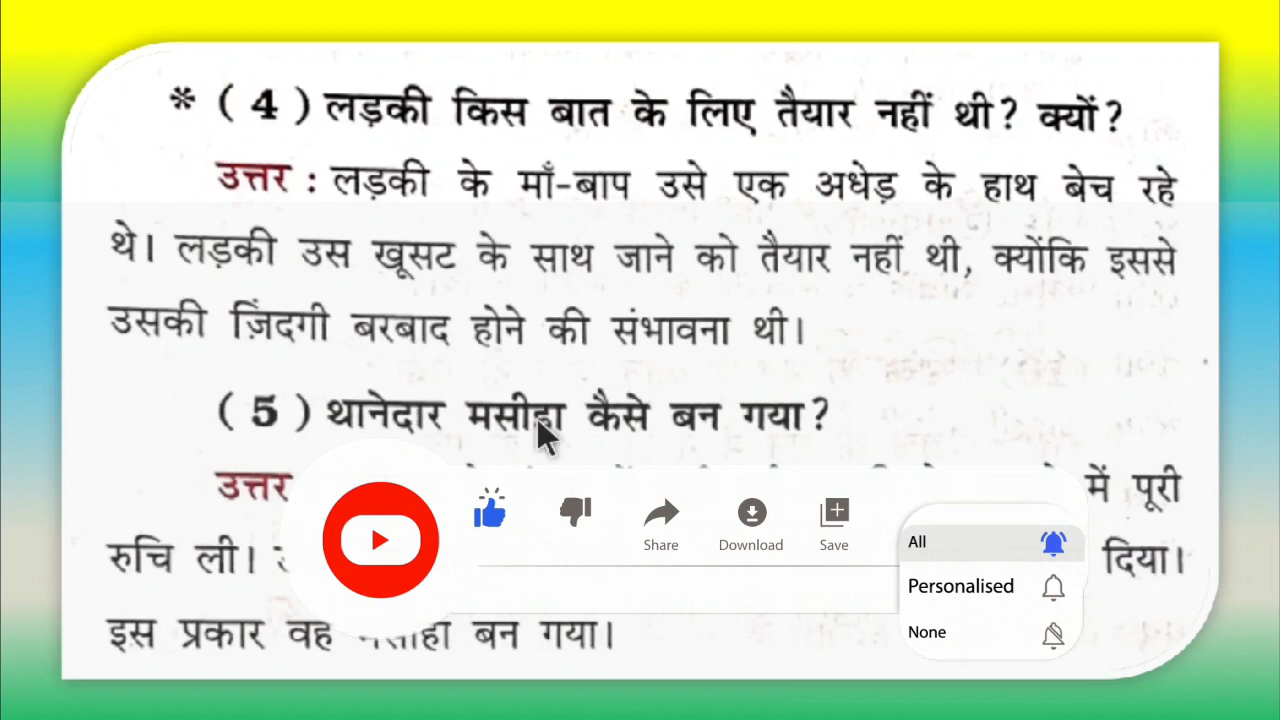 * ( 4 ) लड़की किस बात के लिए तैयार नहीं थी? क्यों?
उत्तर : लड़की के माँ-बाप उसे एक अधेड़ के हाथ बेच रहे
थे। लड़की उस खूसट के साथ जाने को तैयार नहीं थी, क्योंकि इससे
उसकी ज़िंदगी बरबाद होने की संभावना थी।
( 5 ) थानेदार मसीहा कैसे बन गया?
उत्तर में पूरी
रुचि ली। दिया।
इस प्रकार वह मसीहा बन गया।
Share Download Save
All
Personalised
None